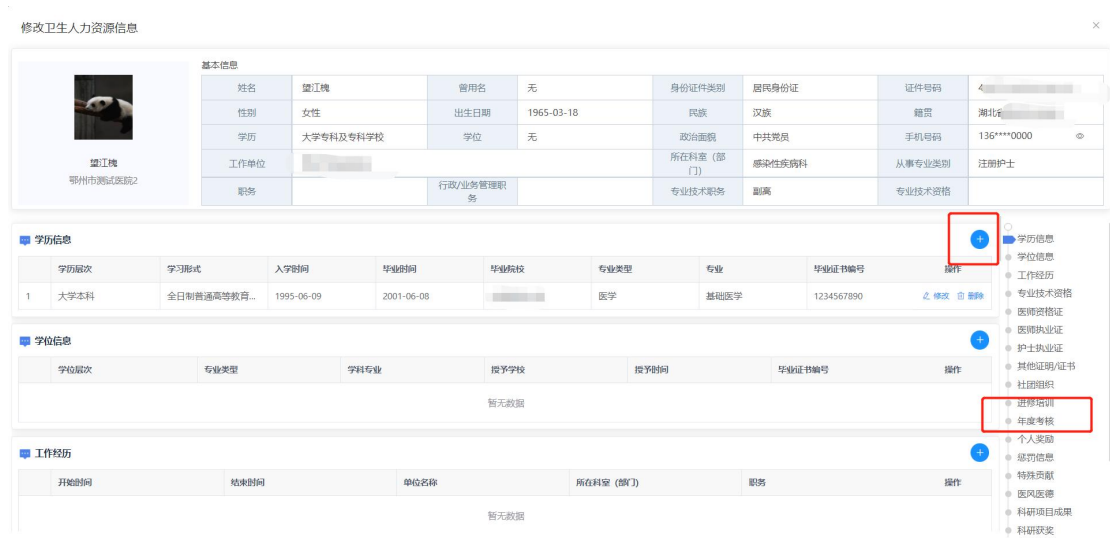 修改卫生人力资源信息 ×
基本信息
望江槐
鄂州市测试医院2
姓名 望江槐 曾用名 无 身份证件类别 居民身份证 证件号码
性别 女性 出生日期 1965-03-18 民族 汉族 籍贯 湖北省
学历 大学专科及专科学校 学位 无 政治面貌 中共党员 手机号码 136****0000
工作单位 所在科室（部门） 感染性疾病科 从事专业类别 注册护士
职务 行政/业务管理职务 专业技术职务 副高 专业技术资格
学历信息
学历层次 学习形式 入学时间 毕业时间 毕业院校 专业类型 专业 毕业证书编号 操作
1 大学本科 全日制普通高等教育... 1995-06-09 2001-06-08 医学 基础医学 1234567890 修改 删除
学位信息
学位层次 专业类型 学科专业 授予学校 授予时间 毕业证书编号 操作
暂无数据
工作经历
开始时间 结束时间 单位名称 所在科室（部门） 职务 操作
暂无数据
学历信息
学位信息
工作经历
专业技术资格
医师资格证
医师执业证
护士执业证
其他证明/证书
社团组织
进修培训
年度考核
个人奖励
惩罚信息
特殊贡献
医风医德
科研项目成果
科研获奖